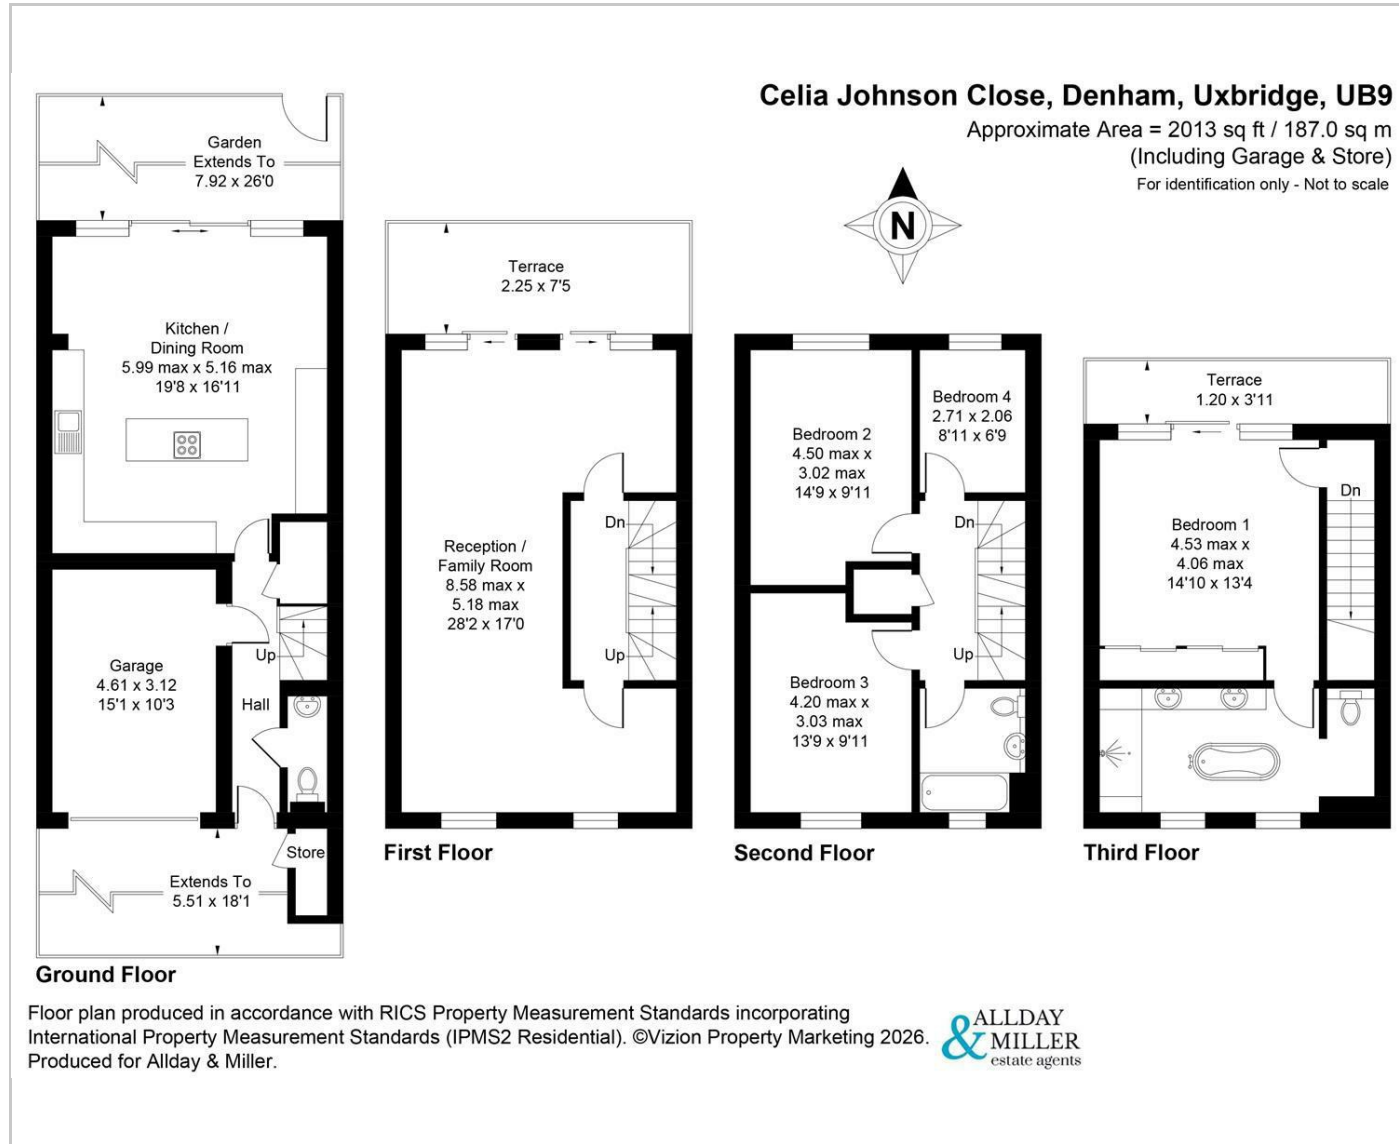 Celia Johnson Close, Denham, Uxbridge, UB9
Approximate Area = 2013 sq ft / 187.0 sq m
(Including Garage & Store)
For identification only - Not to scale
N
Garden
Extends To
7.92 x 26'0
Kitchen /
Dining Room
5.99 max x 5.16 max
19'8 x 16'11
Garage
4.61 x 3.12
15'1 x 10'3
Up
Hall
Store
Extends To
5.51 x 18'1
Ground Floor
Terrace
2.25 x 7'5
Reception /
Family Room
8.58 max x
5.18 max
28'2 x 17'0
Dn
Up
First Floor
Bedroom 2
4.50 max x
3.02 max
14'9 x 9'11
Bedroom 4
2.71 x 2.06
8'11 x 6'9
Dn
Up
Bedroom 3
4.20 max x
3.03 max
13'9 x 9'11
Second Floor
Terrace
1.20 x 3'11
Bedroom 1
4.53 max x
4.06 max
14'10 x 13'4
Dn
Third Floor
Floor plan produced in accordance with RICS Property Measurement Standards incorporating
International Property Measurement Standards (IPMS2 Residential). ©Vizion Property Marketing 2026.
Produced for Allday & Miller.
ALLDAY
& MILLER
estate agents